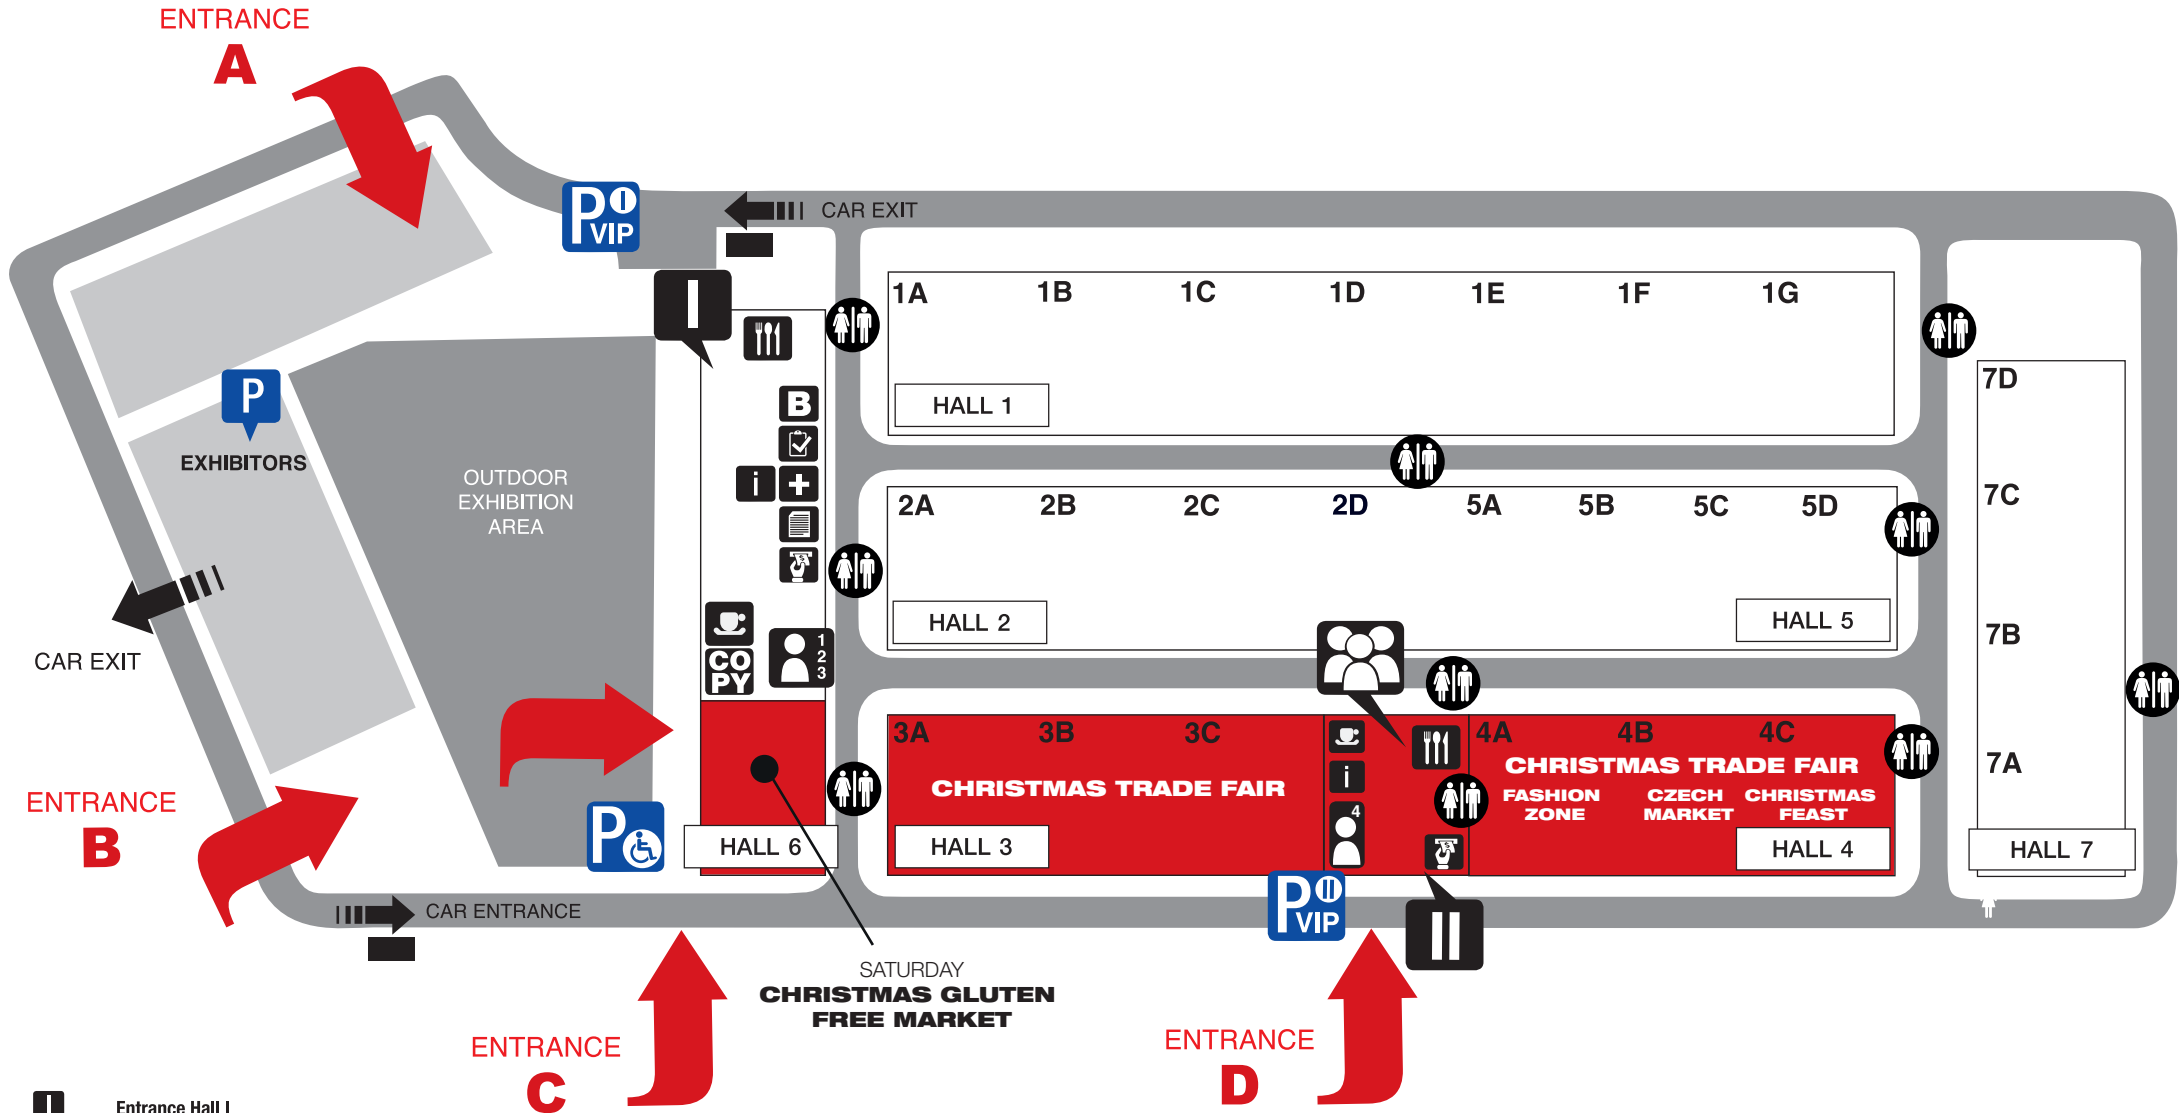 ENTRANCE
A
P
VIP
CAR EXIT
I
1A
1B
1C
1D
1E
1F
1G
HALL 1
P
EXHIBITORS
OUTDOOR
EXHIBITION
AREA
B
i
CO
PY
1
2
3
CAR EXIT
2A
2B
2C
2D
5A
5B
5C
5D
HALL 2
HALL 5
7D
7C
7B
7A
HALL 7
3A
3B
3C
CHRISTMAS TRADE FAIR
HALL 3
i
4
4A
4B
4C
CHRISTMAS TRADE FAIR
FASHION
ZONE
CZECH
MARKET
CHRISTMAS
FEAST
HALL 4
ENTRANCE
B
P
HALL 6
CAR ENTRANCE
P II
VIP
II
SATURDAY
CHRISTMAS GLUTEN
FREE MARKET
ENTRANCE
C
ENTRANCE
D
I
Entrance Hall I